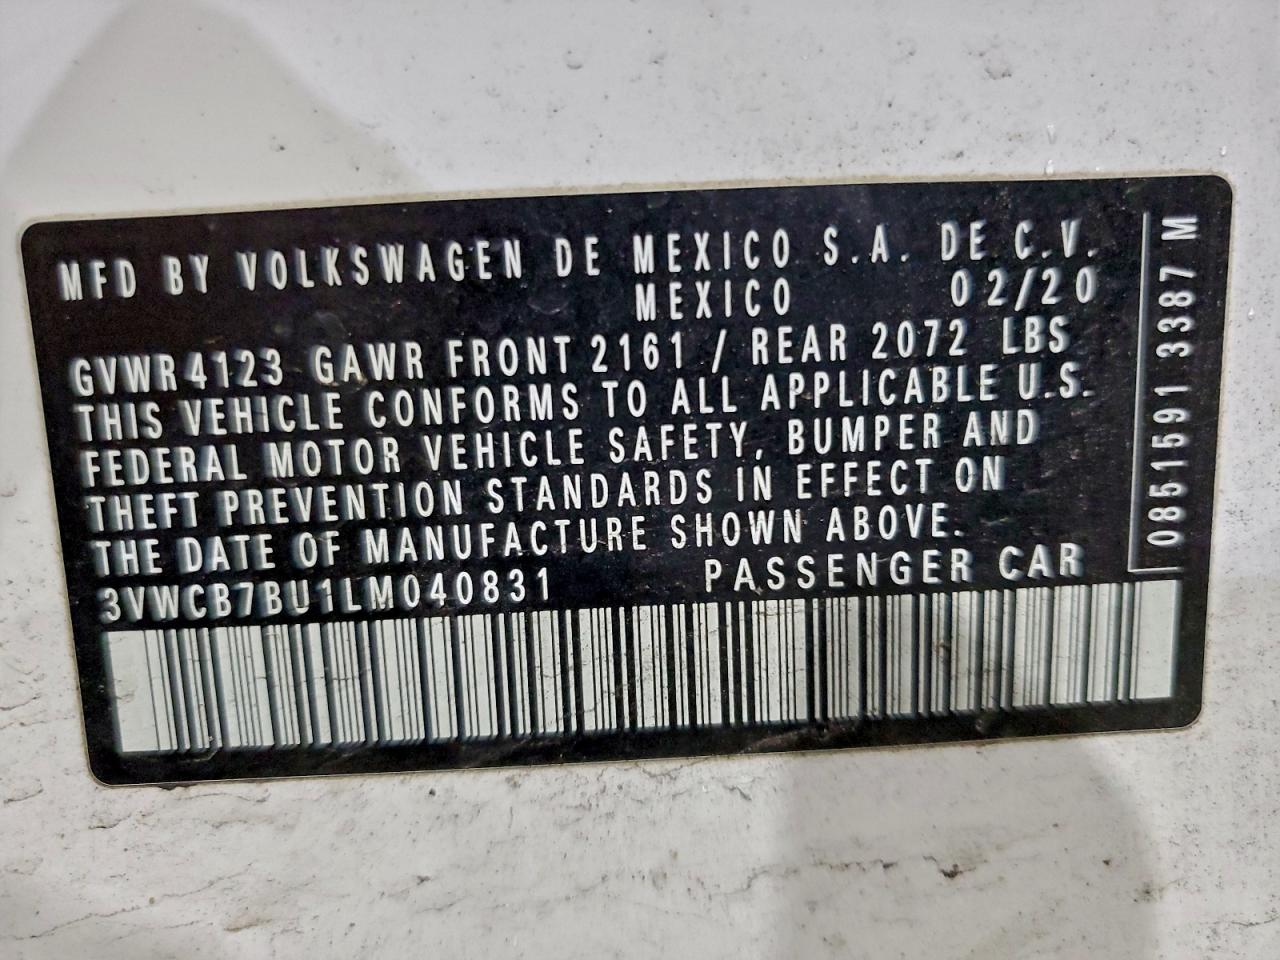 MFD BY VOLKSWAGEN DE MEXICO S.A. DE C.V.
MEXICO 02/20
GVWR 4123 GAWR FRONT 2161 / REAR 2072 LBS
THIS VEHICLE CONFORMS TO ALL APPLICABLE U.S.
FEDERAL MOTOR VEHICLE SAFETY, BUMPER AND
THEFT PREVENTION STANDARDS IN EFFECT ON
THE DATE OF MANUFACTURE SHOWN ABOVE.
3VWCB7BU1LM040831 PASSENGER CAR
0851591 3387 M